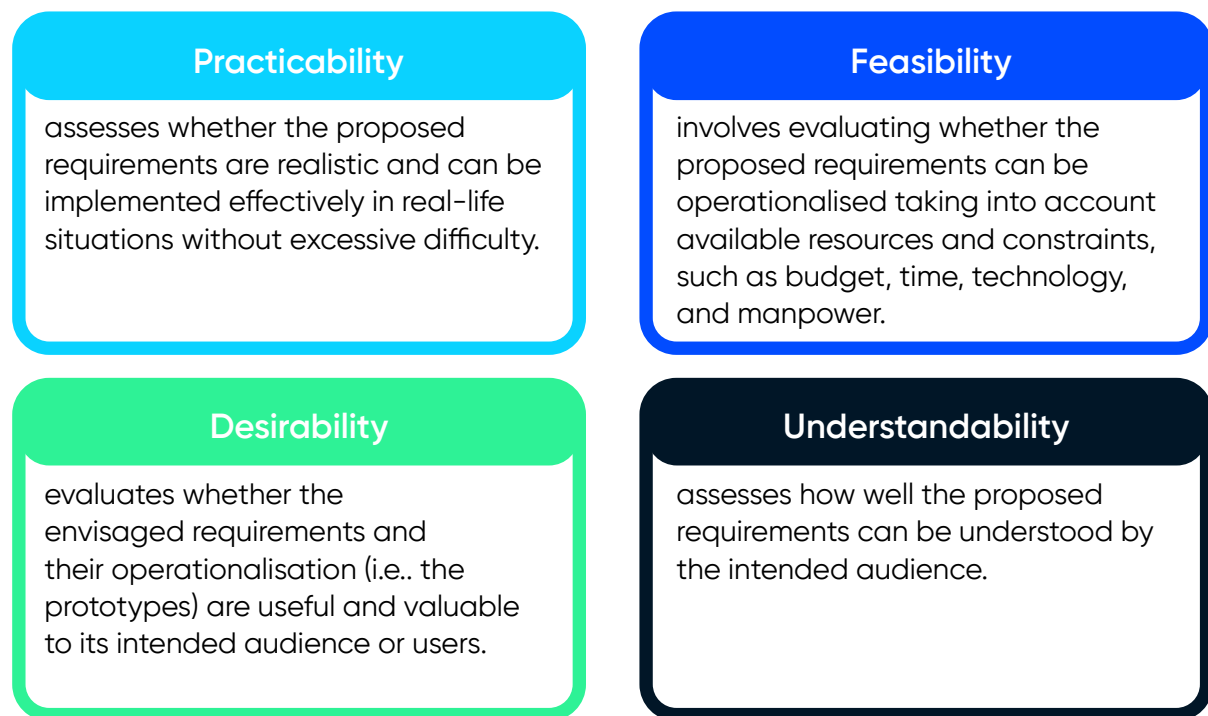 Practicability
assesses whether the proposed
requirements are realistic and can be
implemented effectively in real-life
situations without excessive difficulty.
Feasibility
involves evaluating whether the
proposed requirements can be
operationalised taking into account
available resources and constraints,
such as budget, time, technology,
and manpower.
Desirability
evaluates whether the
envisaged requirements and
their operationalisation (i.e.. the
prototypes) are useful and valuable
to its intended audience or users.
Understandability
assesses how well the proposed
requirements can be understood by
the intended audience.